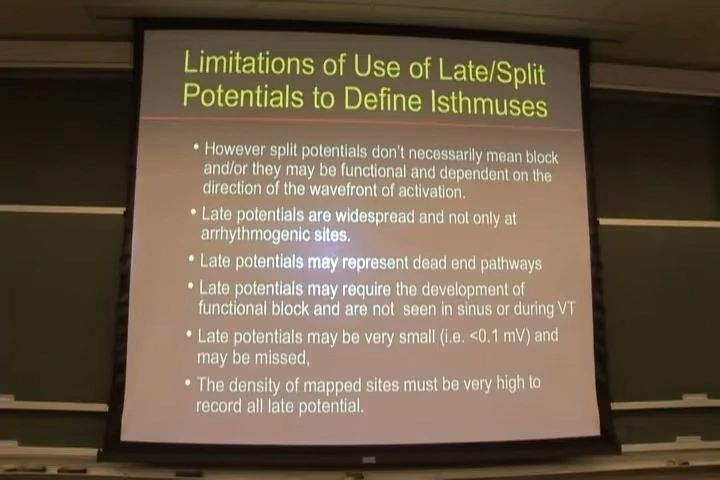 Limitations of Use of Late/Split
Potentials to Define Isthmuses
• However split potentials don't necessarily mean block
and/or they may be functional and dependent on the
direction of the wavefront of activation.
• Late potentials are widespread and not only at
arrhythmogenic sites.
• Late potentials may represent dead end pathways
• Late potentials may require the development of
functional block and are not seen in sinus or during VT
• Late potentials may be very small (i.e. <0.1 mV) and
may be missed,
• The density of mapped sites must be very high to
record all late potential.